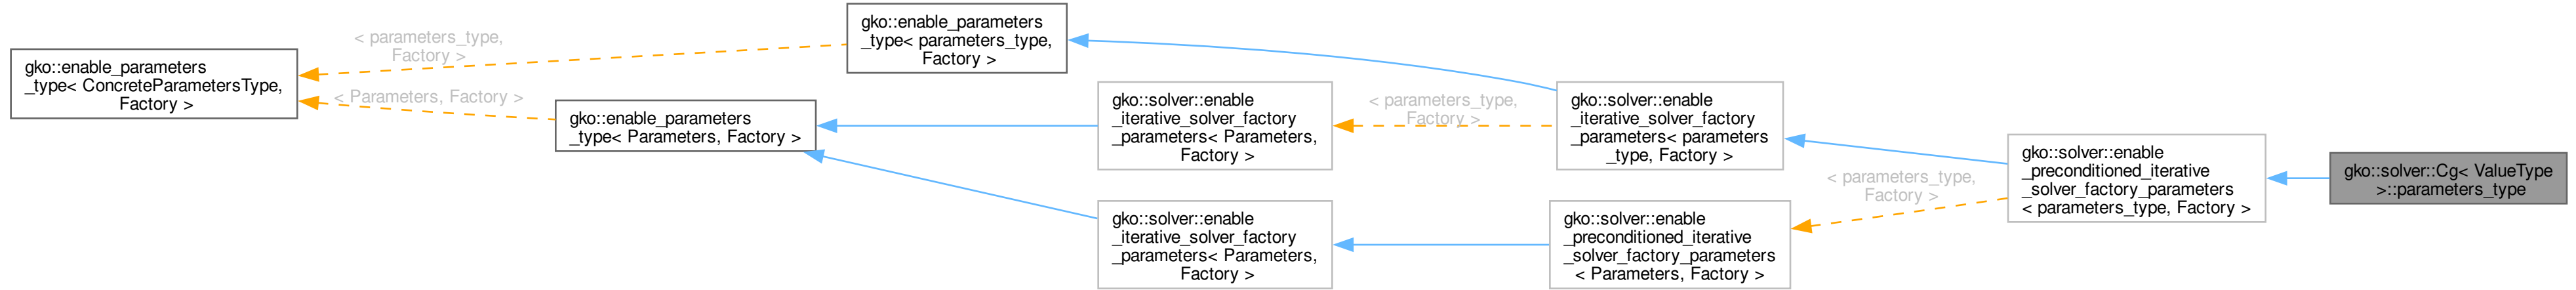 gko::enable_parameters
_type< ConcreteParametersType,
Factory >
< parameters_type,
Factory >
< Parameters, Factory >
gko::enable_parameters
_type< parameters_type,
Factory >
gko::enable_parameters
_type< Parameters, Factory >
gko::solver::enable
_iterative_solver_factory
_parameters< Parameters,
Factory >
gko::solver::enable
_iterative_solver_factory
_parameters< Parameters,
Factory >
< parameters_type,
Factory >
gko::solver::enable
_iterative_solver_factory
_parameters< parameters
_type, Factory >
gko::solver::enable
_preconditioned_iterative
_solver_factory_parameters
< Parameters, Factory >
< parameters_type,
Factory >
gko::solver::enable
_preconditioned_iterative
_solver_factory_parameters
< parameters_type, Factory >
gko::solver::Cg< ValueType
>::parameters_type